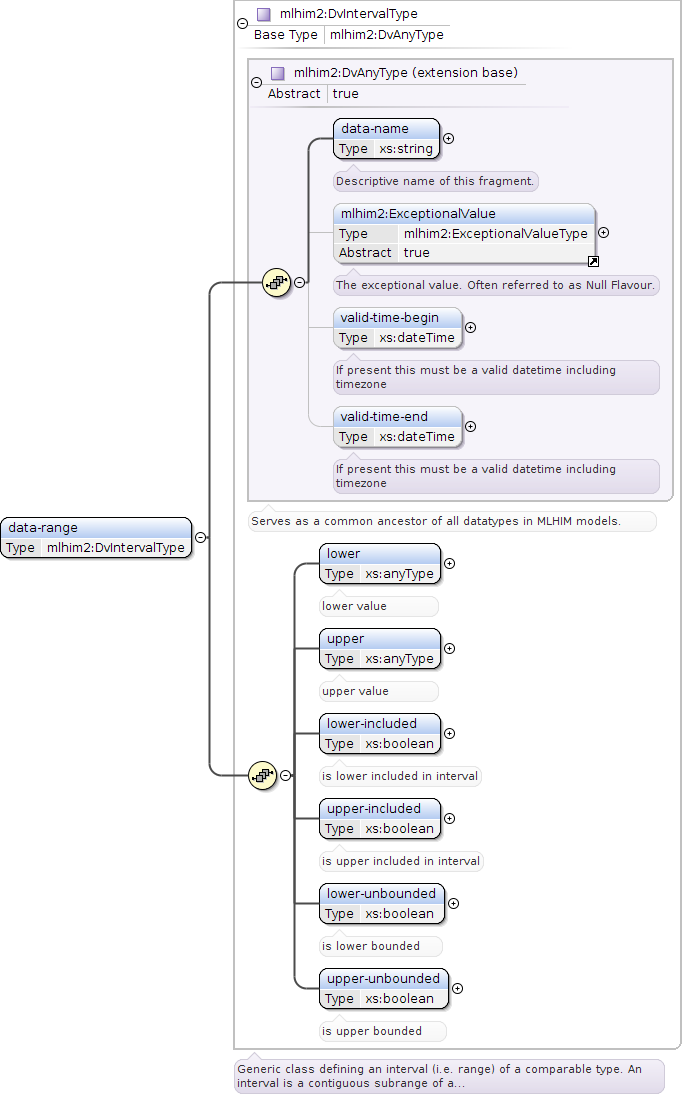 mlhim2:DvIntervalType
Base Type mlhim2:DvAnyType
mlhim2:DvAnyType (extension base)
Abstract true
data-name
Type xs:string
Descriptive name of this fragment.
mlhim2:ExceptionalValue
Type mlhim2:ExceptionalValueType
Abstract true
The exceptional value. Often referred to as Null Flavour.
valid-time-begin
Type xs:dateTime
If present this must be a valid datetime including
timezone
valid-time-end
Type xs:dateTime
If present this must be a valid datetime including
timezone
Serves as a common ancestor of all datatypes in MLHIM models.
data-range
Type mlhim2:DvIntervalType
lower
Type xs:anyType
lower value
upper
Type xs:anyType
upper value
lower-included
Type xs:boolean
is lower included in interval
upper-included
Type xs:boolean
is upper included in interval
lower-unbounded
Type xs:boolean
is lower bounded
upper-unbounded
Type xs:boolean
is upper bounded
Generic class defining an interval (i.e. range) of a comparable type. An
interval is a contiguous subrange of a...